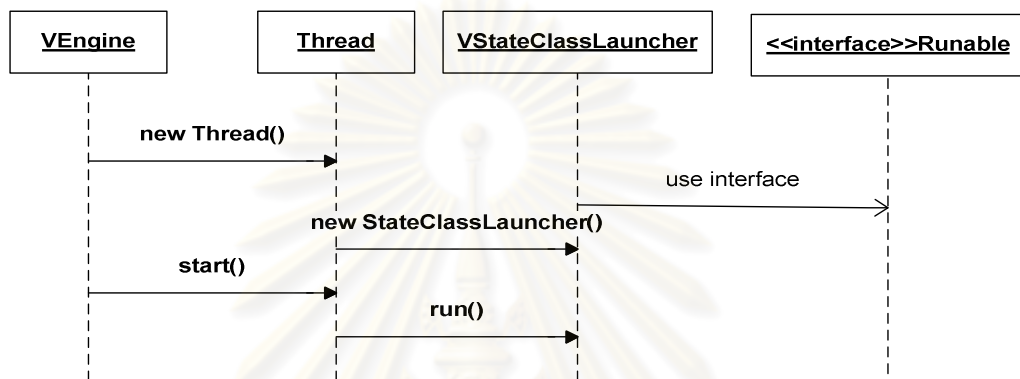 VEngine
Thread
VStateClassLauncher
<<interface>>Runable
new Thread()
use interface
new StateClassLauncher()
start()
run()